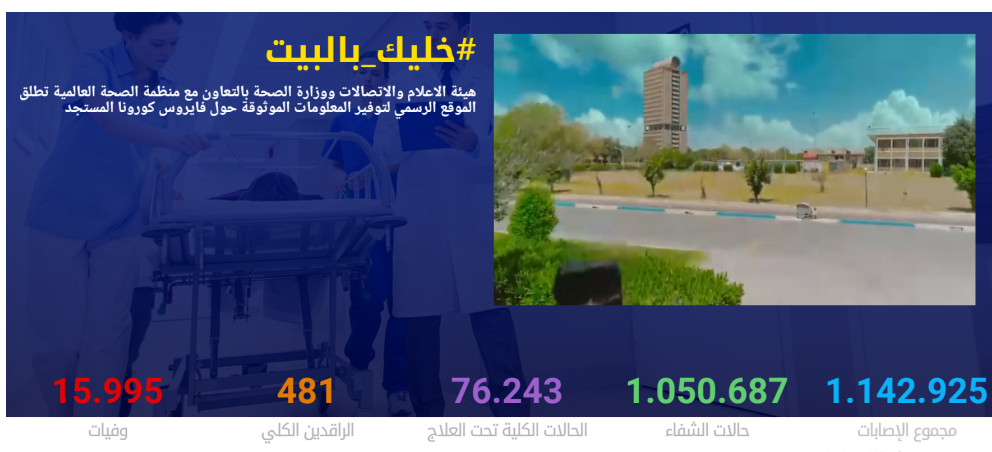 #خليك_بالبيت
هيئة الاعلام والاتصالات ووزارة الصحة بالتعاون مع منظمة الصحة العالمية تطلق
الموقع الرسمي لتوفير المعلومات الموثوقة حول فايروس كورونا المستجد
1.142.925
مجموع الإصابات
1.050.687
حالات الشفاء
76.243
الحالات الكلية تحت العلاج
481
الراقدين الكلي
15.995
وفيات